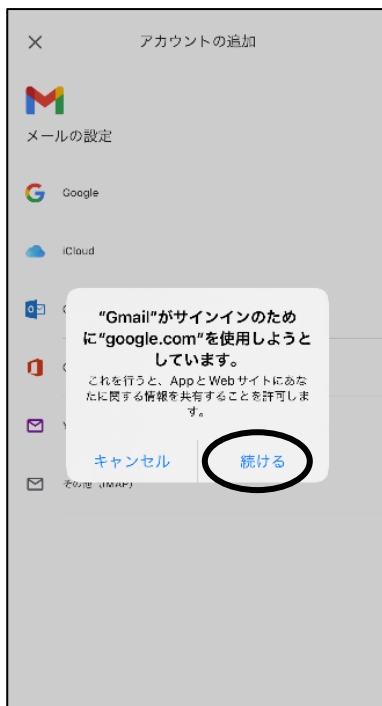 アカウントの追加
メールの設定
Google
iCloud
“Gmail”がサインインのため
に“google.com”を使用しようと
しています。
これを行うと、AppとWebサイトにあな
たに関する情報を共有することを許可しま
す。
キャンセル 続ける
その他 (IMAP)